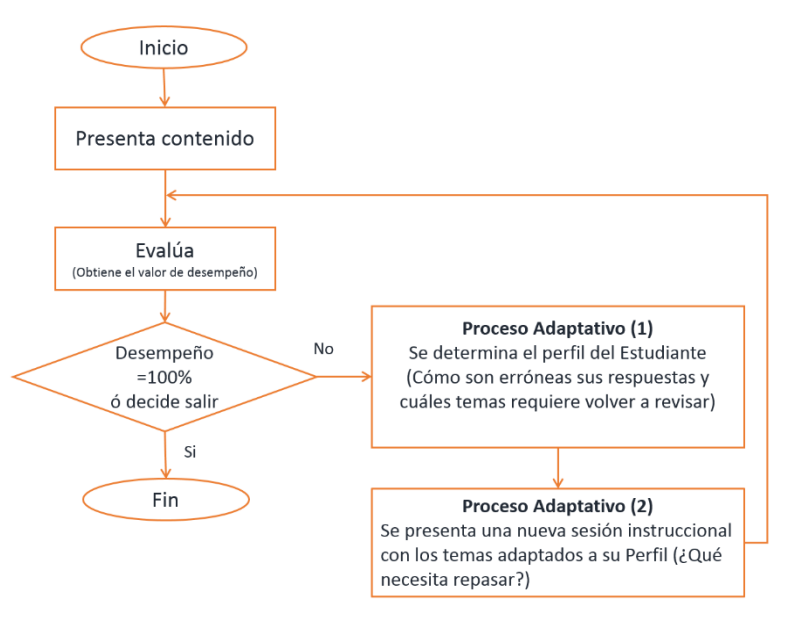 Inicio
Presenta contenido
Evalúa
(Obtiene el valor de desempeño)
Desempeño
=100%
ó decide salir
No
Si
Fin
Proceso Adaptativo (1)
Se determina el perfil del Estudiante
(Cómo son erróneas sus respuestas y
cuáles temas requiere volver a revisar)
Proceso Adaptativo (2)
Se presenta una nueva sesión instruccional
con los temas adaptados a su Perfil (¿Qué
necesita repasar?)